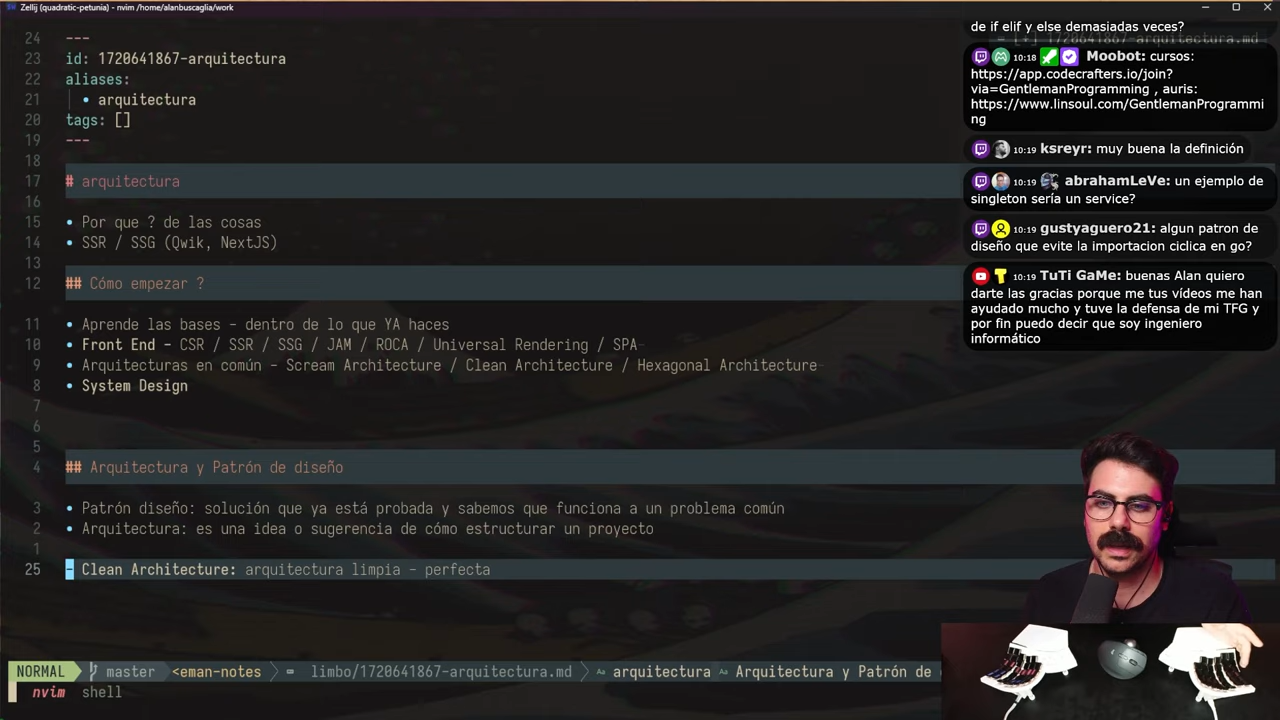 Zellij (quadratic-petunia) - nvim /home/alanbuscaglia/work
24 ---
23 id: 1720641867-arquitectura
22 aliases:
21 • arquitectura
20 tags: []
19 ---
18
17 # arquitectura
16
15 • Por que ? de las cosas
14 • SSR / SSG (Qwik, NextJS)
13
12 ## Cómo empezar ?
11 • Aprende las bases - dentro de lo que YA haces
10 • Front End - CSR / SSR / SSG / JAM / ROCA / Universal Rendering / SPA-
9 • Arquitecturas en común - Scream Architecture / Clean Architecture / Hexagonal Architecture-
8 • System Design
7
6
5
4 ## Arquitectura y Patrón de diseño
3 • Patrón diseño: solución que ya está probada y sabemos que funciona a un problema común
2 • Arquitectura: es una idea o sugerencia de cómo estructurar un proyecto
1
25 - Clean Architecture: arquitectura limpia - perfecta
NORMAL master <eman-notes limbo/1720641867-arquitectura.md arquitectura Arquitectura y Patrón de
nvim shell
de if elif y else demasiadas veces?
1720641867-arquitectura.md
10:18 Moobot: cursos:
https://app.codecrafters.io/join?
via=GentlemanProgramming , auris:
https://www.linsoul.com/GentlemanProgrammi
ng
10:19 ksreyr: muy buena la definición
10:19 abrahamLeVe: un ejemplo de
singleton sería un service?
10:19 gustyaguero21: algun patron de
diseño que evite la importacion ciclica en go?
10:19 TuTi GaMe: buenas Alan quiero
darte las gracias porque me tus vídeos me han
ayudado mucho y tuve la defensa de mi TFG y
por fin puedo decir que soy ingeniero
informático